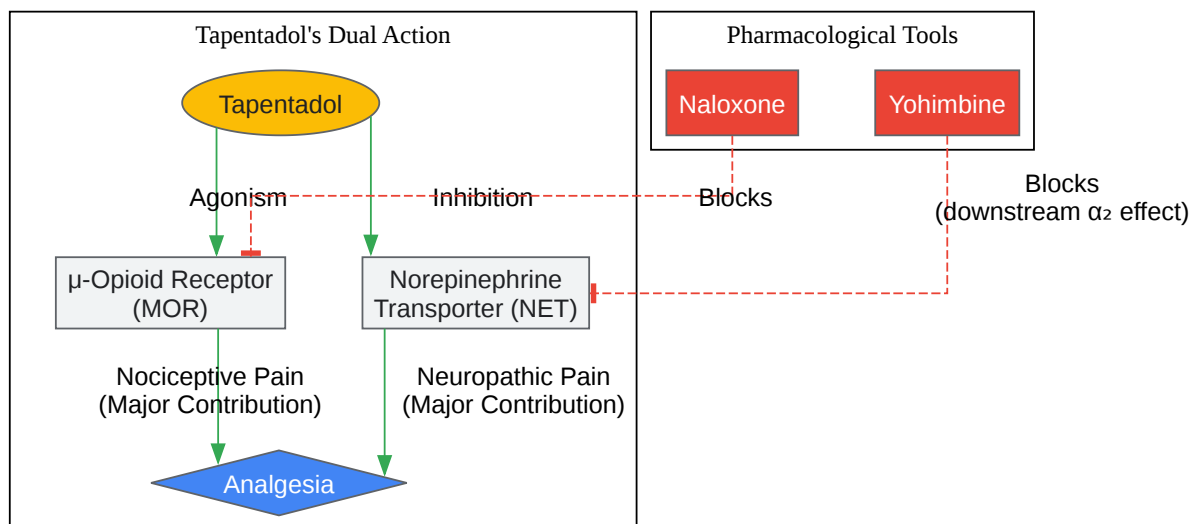 Tapentadol's Dual Action
Pharmacological Tools
Tapentadol
Naloxone
Yohimbine
Agonism
Inhibition
Blocks
Blocks
(downstream α₂ effect)
μ-Opioid Receptor
(MOR)
Norepinephrine
Transporter (NET)
Nociceptive Pain
(Major Contribution)
Neuropathic Pain
(Major Contribution)
Analgesia